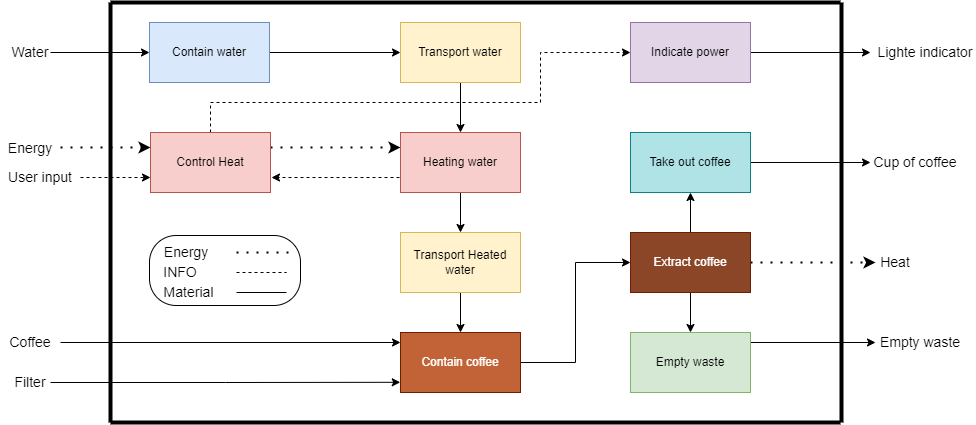 Water
Contain water
Transport water
Indicate power
Lighte indicator
Energy
User input
Control Heat
Heating water
Take out coffee
Cup of coffee
Energy
INFO
Material
Transport Heated
water
Extract coffee
Heat
Coffee
Filter
Contain coffee
Empty waste
Empty waste